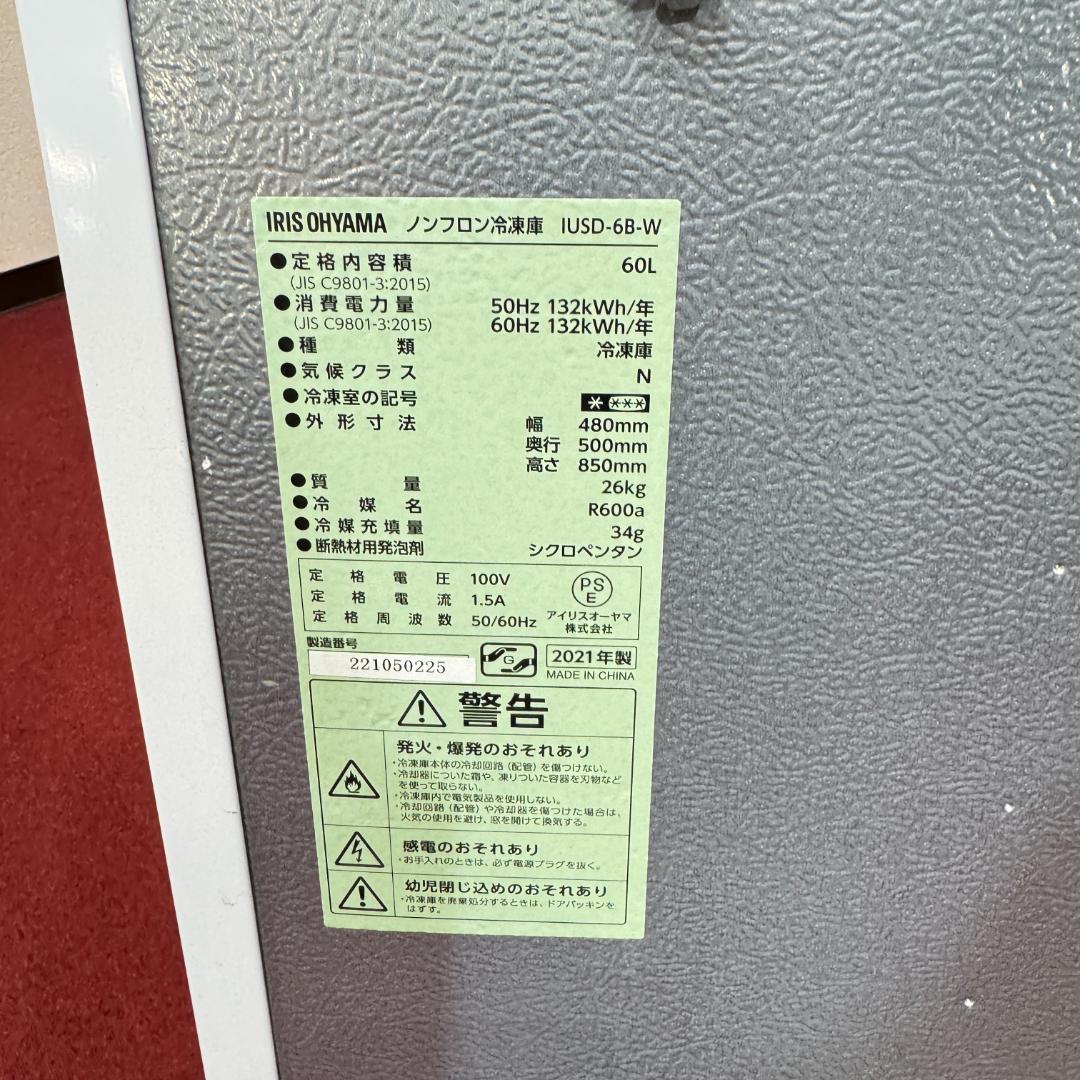 IRIS OHYAMA ノンフロン冷凍庫 IUSD-6B-W
●定格内容積 60L
(JIS C9801-3:2015)
●消費電力量 50Hz 132kWh/年
(JIS C9801-3:2015) 60Hz 132kWh/年
●種類 冷凍庫
●気候クラス N
●冷凍室の記号
●外形寸法 幅 480mm
奥行 500mm
高さ 850mm
●質量 26kg
●冷媒名 R600a
●冷媒充填量 34g
●断熱材用発泡剤 シクロペンタン
定格電圧 100V
定格電流 1.5A
定格周波数 50/60Hz
PS
E
アイリスオーヤマ
株式会社
製造番号
221050225
G
2021年製
MADE IN CHINA
警告
発火・爆発のおそれあり
・冷凍庫本体の冷却回路(配管)を傷つけない。
・冷却器についた霜や、凍りついた容器を刃物など
を使って取らない。
・冷凍庫内で電気製品を使用しない。
・冷却回路(配管)や冷却器を傷つけた場合は、
火気の使用を避け、窓を開けて換気する。
感電のおそれあり
・お手入れのときは、必ず電源プラグを抜く。
幼児閉じ込めのおそれあり
・冷凍庫を廃棄処分するときは、ドアパッキンを
はずす。